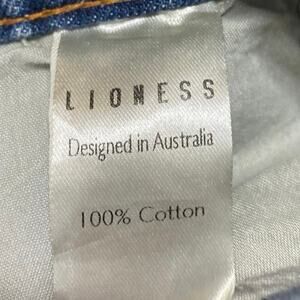 LIONESS
Designed in Australia
100% Cotton